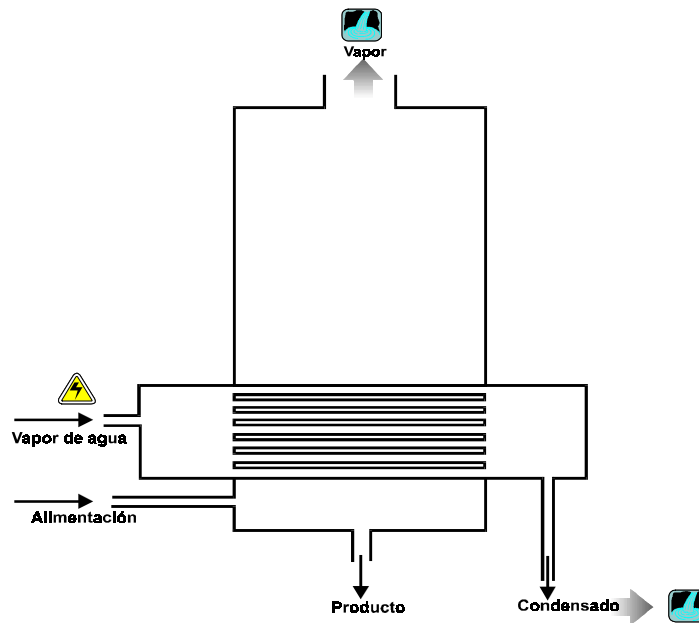 Vapor
Vapor de agua
Alimentación
Producto
Condensado